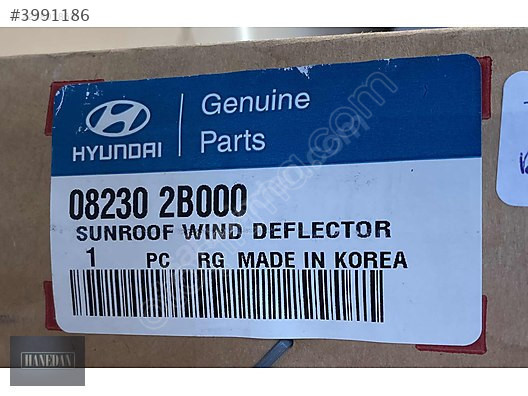 #3991186
Genuine
Parts
HYUNDAI
08230 2B000
SUNROOF WIND DEFLECTOR
1 PC RG MADE IN KOREA
HANEDAN